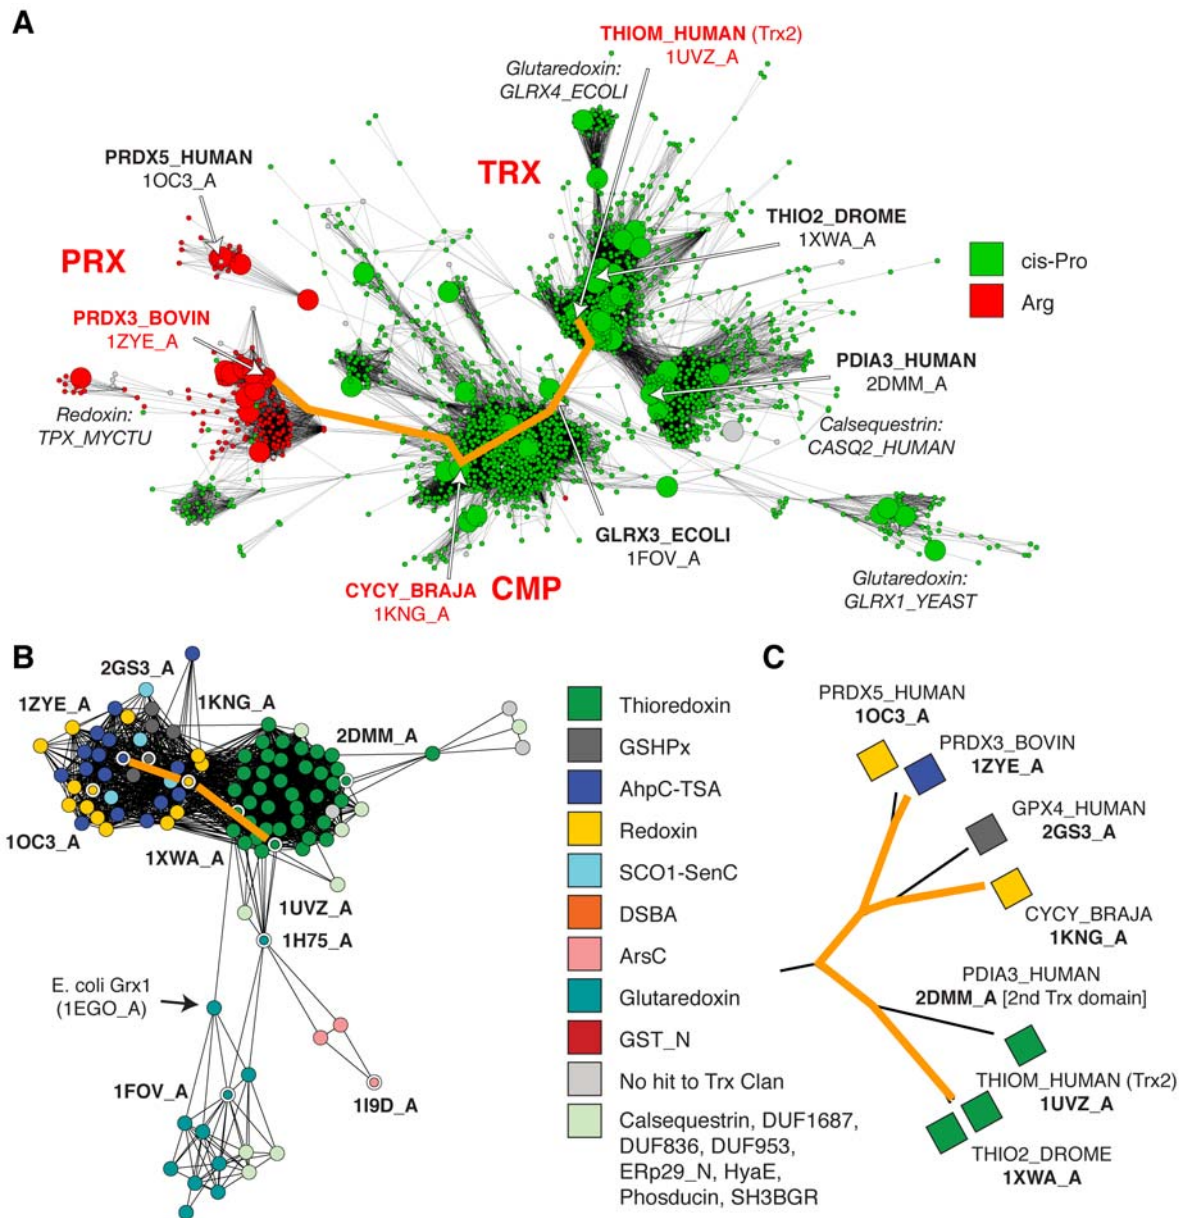 A
THIOM_HUMAN (Trx2)
1UVZ_A
Glutaredoxin:
GLRX4_ECOLI
PRDX5_HUMAN
1OC3_A
TRX
THIO2_DROME
1XWA_A
PRX
cis-Pro
Arg
PRDX3_BOVIN
1ZYE_A
PDIA3_HUMAN
2DMM_A
Redoxin:
TPX_MYCTU
Calsequestrin:
CASQ2_HUMAN
GLRX3_ECOLI
1FOV_A
CYCY_BRAJA
1KNG_A
CMP
Glutaredoxin:
GLRX1_YEAST
B
2GS3_A
1ZYE_A
1KNG_A
2DMM_A
1OC3_A
1XWA_A
1UVZ_A
1H75_A
E. coli Grx1
(1EGO_A)
1FOV_A
1I9D_A
Thioredoxin
GSHPx
AhpC-TSA
Redoxin
SCO1-SenC
DSBA
ArsC
Glutaredoxin
GST_N
No hit to Trx Clan
Calsequestrin, DUF1687,
DUF836, DUF953,
ERp29_N, HyaE,
Phosducin, SH3BGR
C
PRDX5_HUMAN
1OC3_A
PRDX3_BOVIN
1ZYE_A
GPX4_HUMAN
2GS3_A
CYCY_BRAJA
1KNG_A
PDIA3_HUMAN
2DMM_A [2nd Trx domain]
THIOM_HUMAN (Trx2)
1UVZ_A
THIO2_DROME
1XWA_A